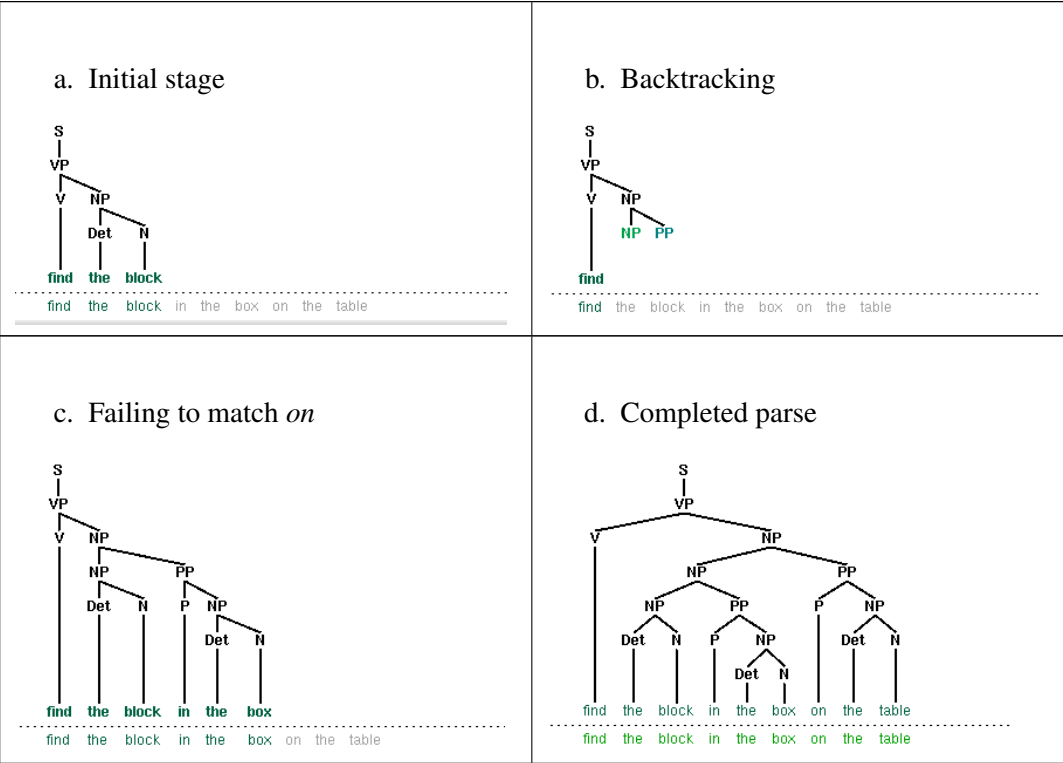 a. Initial stage
S
VP
V NP
Det N
find the block
find the block in the box on the table
b. Backtracking
S
VP
V NP
NP PP
find
find the block in the box on the table
c. Failing to match on
S
VP
V NP
NP PP
Det N P NP
Det N
find the block in the box
find the block in the box on the table
d. Completed parse
S
VP
V NP
NP PP
NP PP P NP
Det N P NP Det N
Det N
find the block in the box on the table
find the block in the box on the table